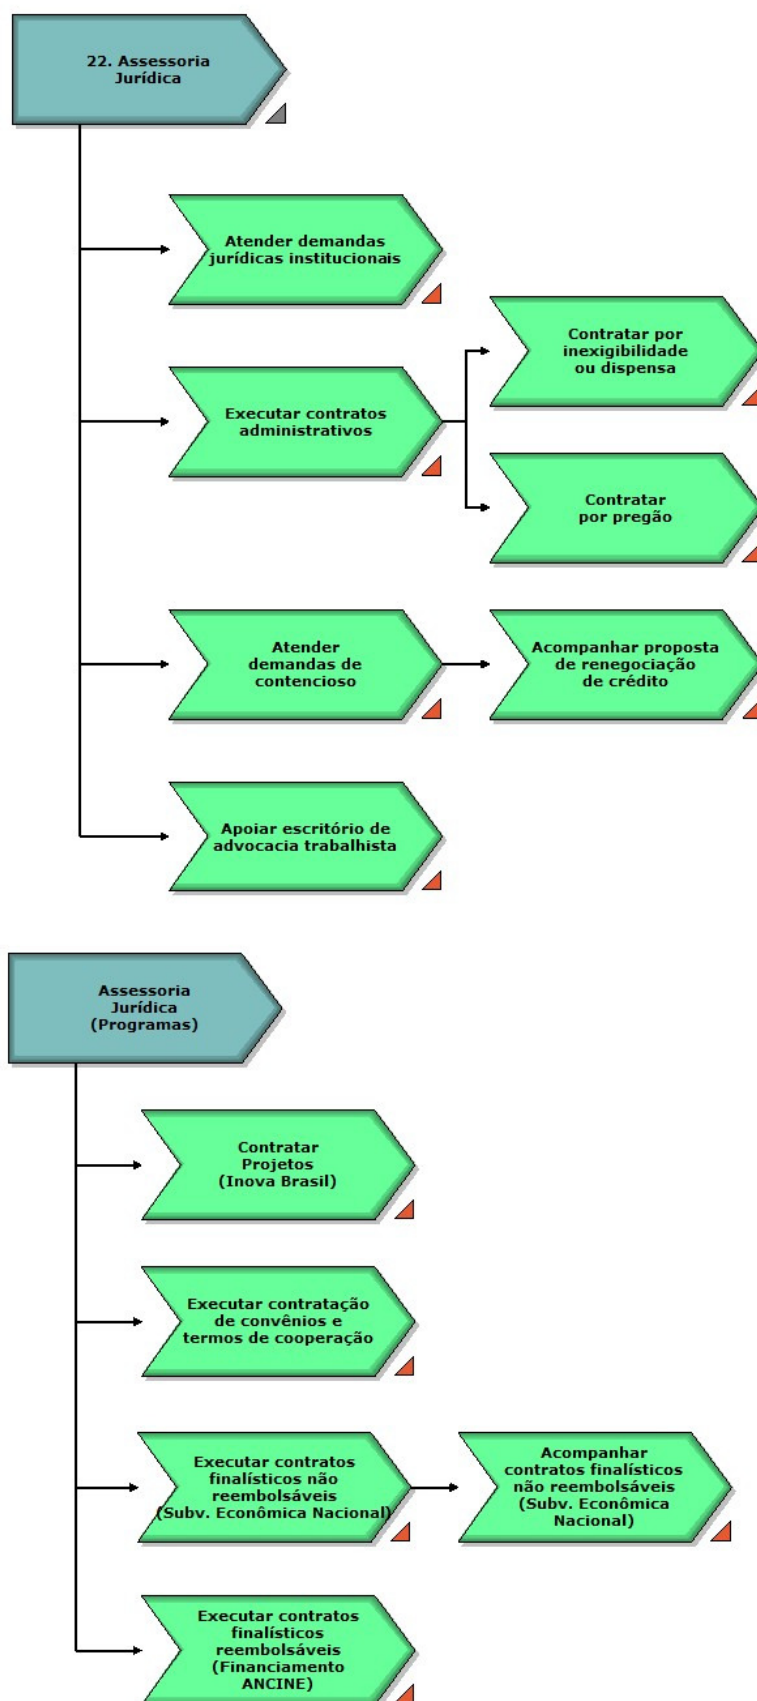 22. Assessoria
Jurídica
Atender demandas
jurídicas institucionais
Contratar por
inexigibilidade
ou dispensa
Executar contratos
administrativos
Contratar
por pregão
Atender
demandas de
contencioso
Acompanhar proposta
de renegociação
de crédito
Apoiar escritório de
advocacia trabalhista
Assessoria
Jurídica
(Programas)
Contratar
Projetos
(Inova Brasil)
Executar contratação
de convênios e
termos de cooperação
Executar contratos
finalísticos não
reembolsáveis
(Subv. Econômica Nacional)
Acompanhar
contratos finalísticos
não reembolsáveis
(Subv. Econômica
Nacional)
Executar contratos
finalísticos
reembolsáveis
(Financiamento
ANCINE)